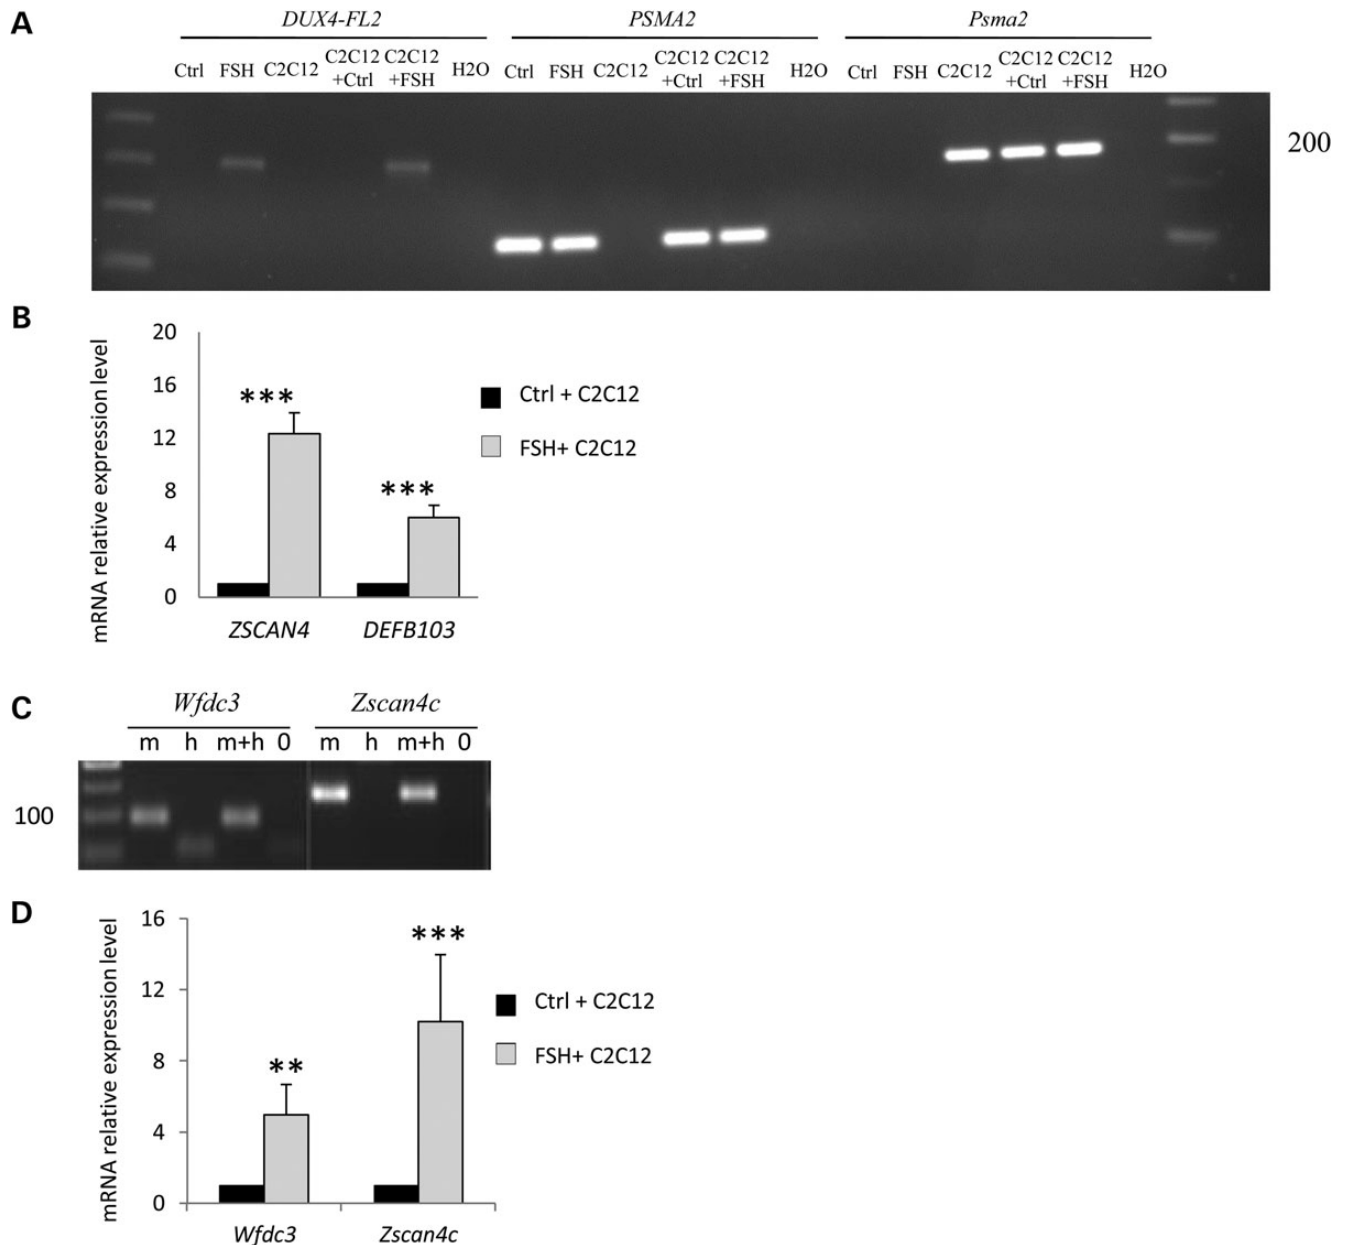 A
DUX4-FL2 PSMA2 Psma2
Ctrl FSH C2C12 C2C12 +Ctrl C2C12 +FSH H2O Ctrl FSH C2C12 C2C12 +Ctrl C2C12 +FSH H2O Ctrl FSH C2C12 C2C12 +Ctrl C2C12 +FSH H2O
200
B
mRNA relative expression level
20
16
12
8
4
0
***
***
Ctrl + C2C12
FSH+ C2C12
ZSCAN4 DEFB103
C
Wfdc3 Zscan4c
m h m+h 0 m h m+h 0
100
D
mRNA relative expression level
16
12
8
4
0
**
***
Ctrl + C2C12
FSH+ C2C12
Wfdc3 Zscan4c